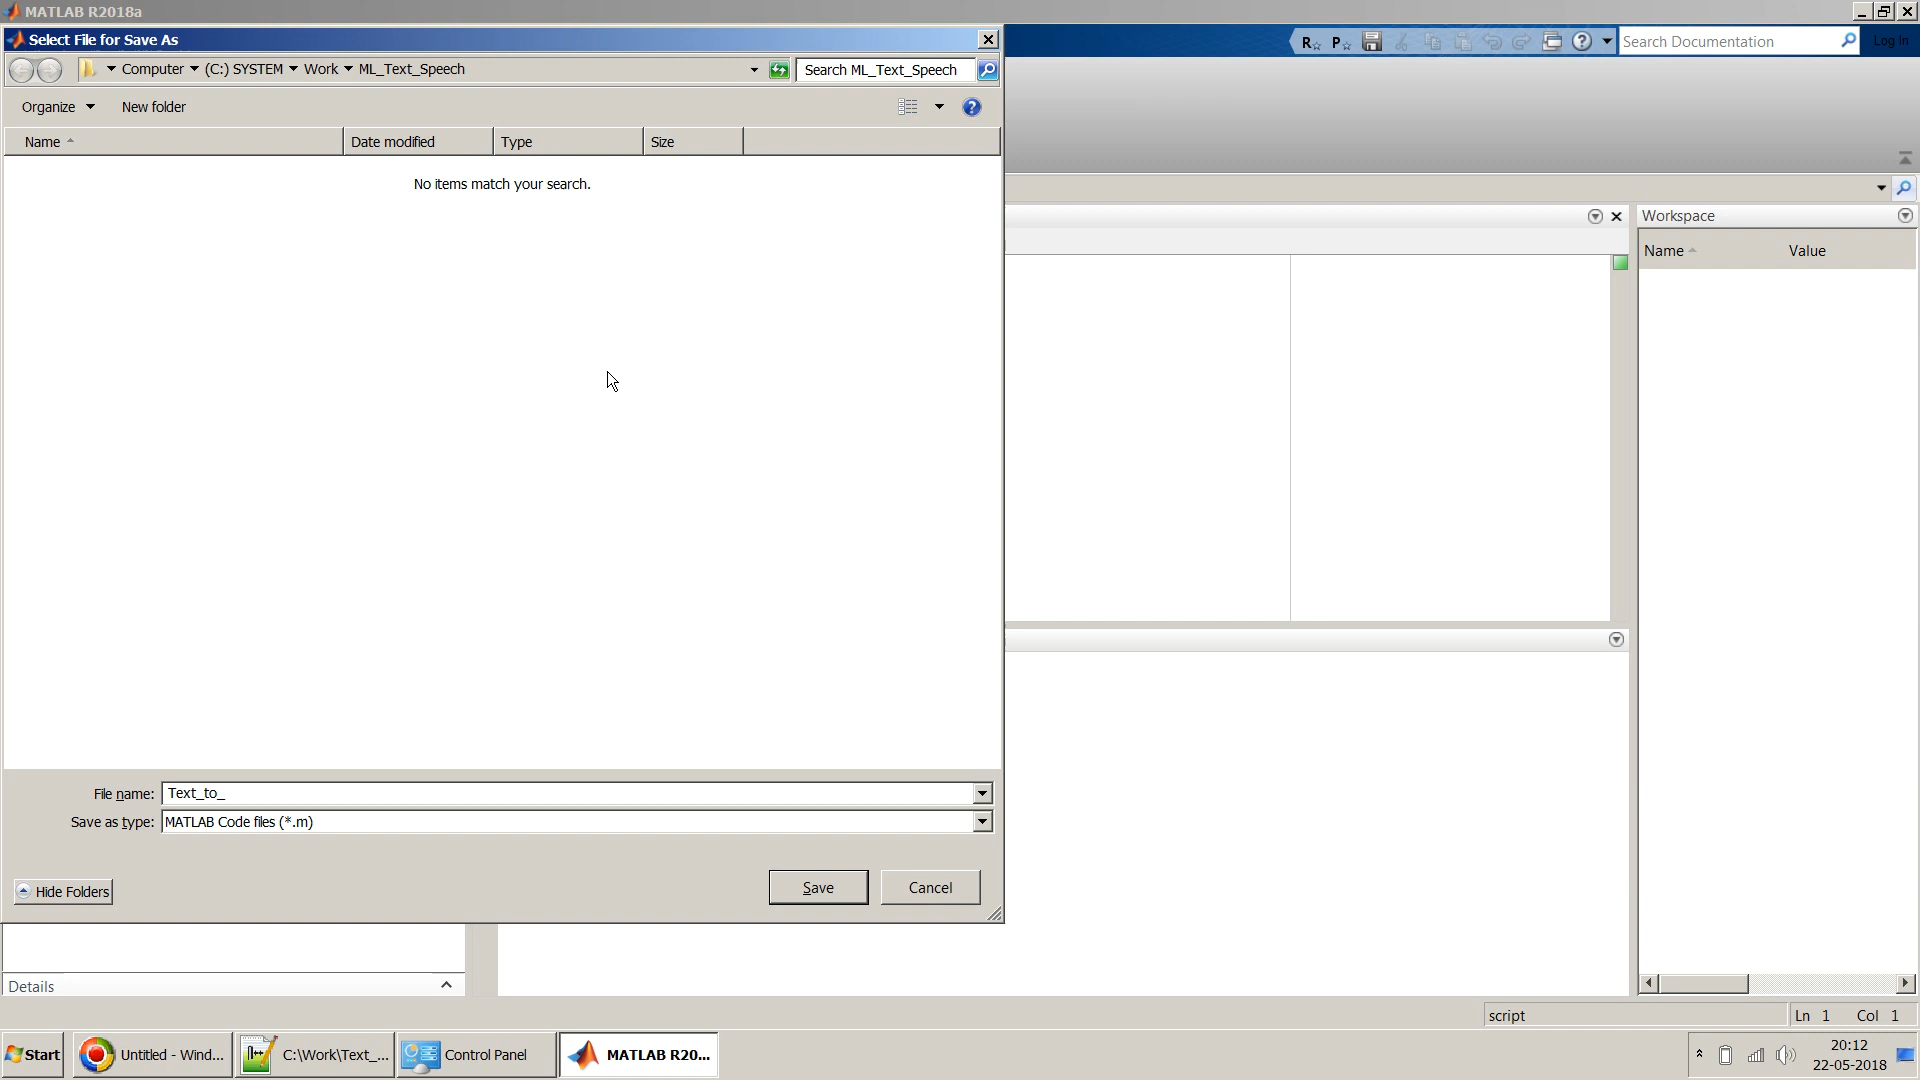 MATLAB R2018a
Select File for Save As
Computer (C:) SYSTEM Work ML_Text_Speech
Search ML_Text_Speech
R P Search Documentation Log In
Organize New folder
Name Date modified Type Size
No items match your search.
Workspace
Name Value
File name: Text_to_
Save as type: MATLAB Code files (*.m)
Hide Folders Save Cancel
Details
script Ln 1 Col 1
Start Untitled - Wind... C:\Work\Text_... Control Panel MATLAB R20...
20:12
22-05-2018